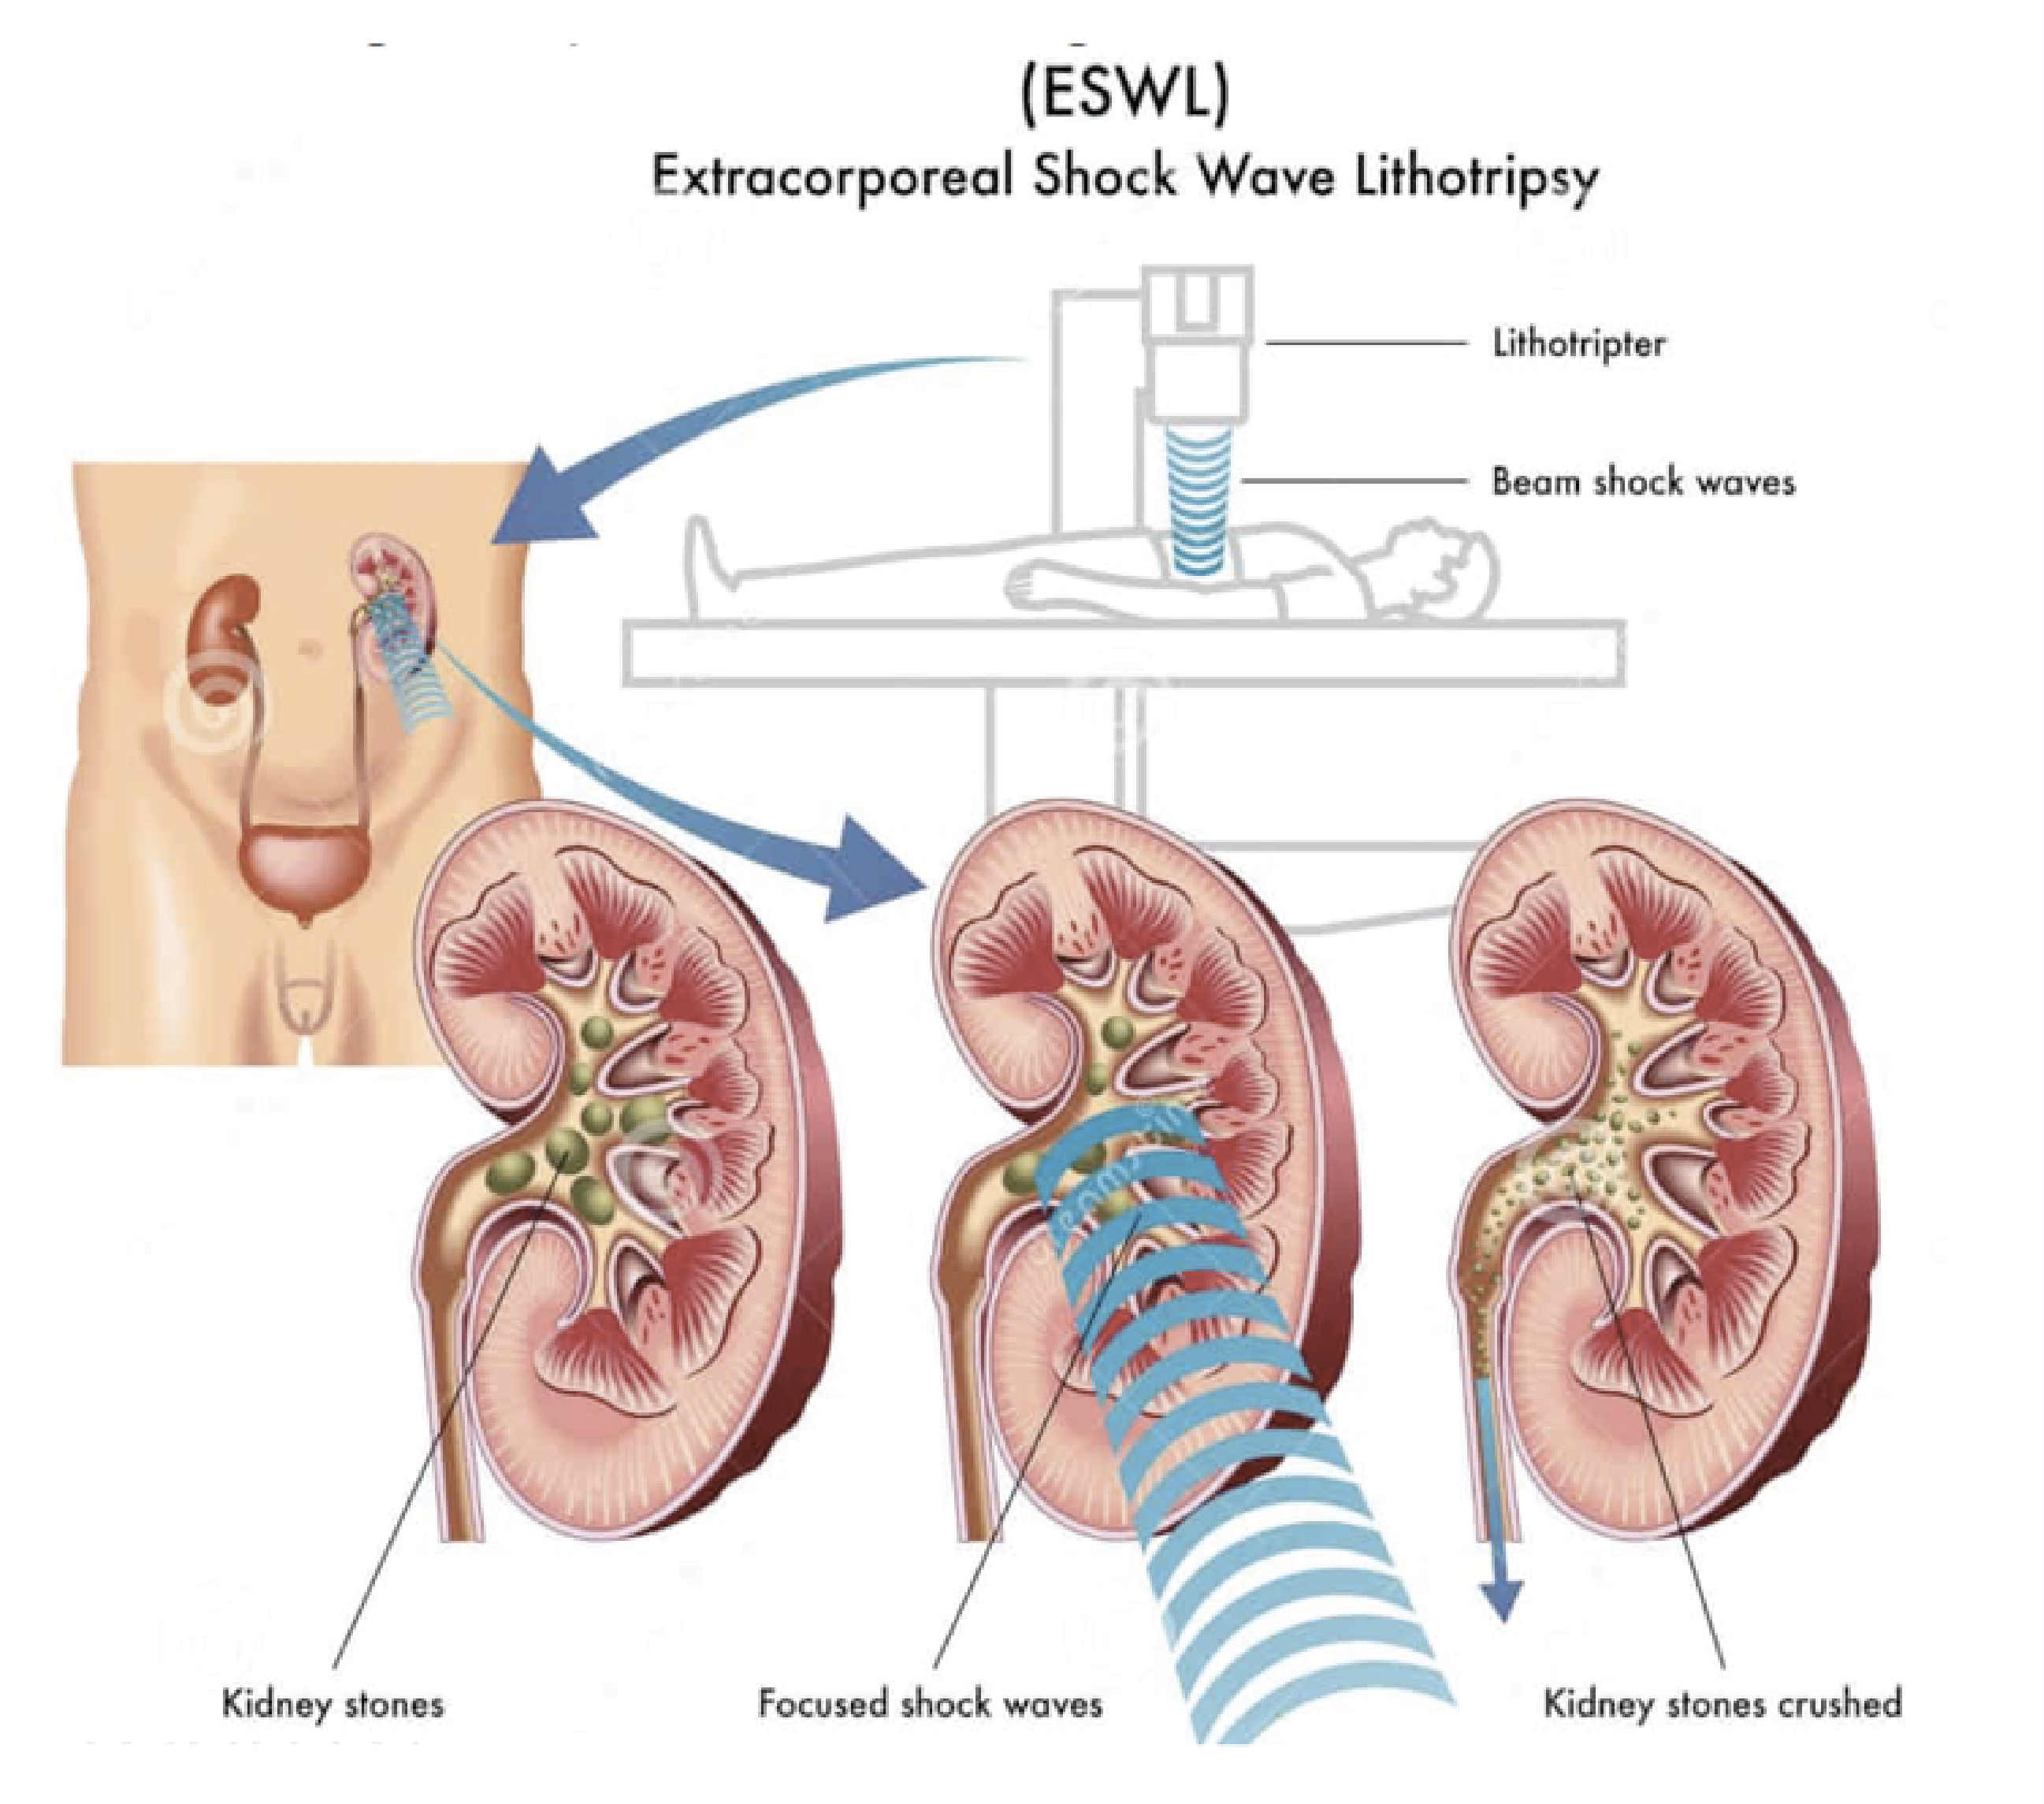 (ESWL)
Extracorporeal Shock Wave Lithotripsy
Lithotripter
Beam shock waves
Kidney stones
Focused shock waves
Kidney stones crushed